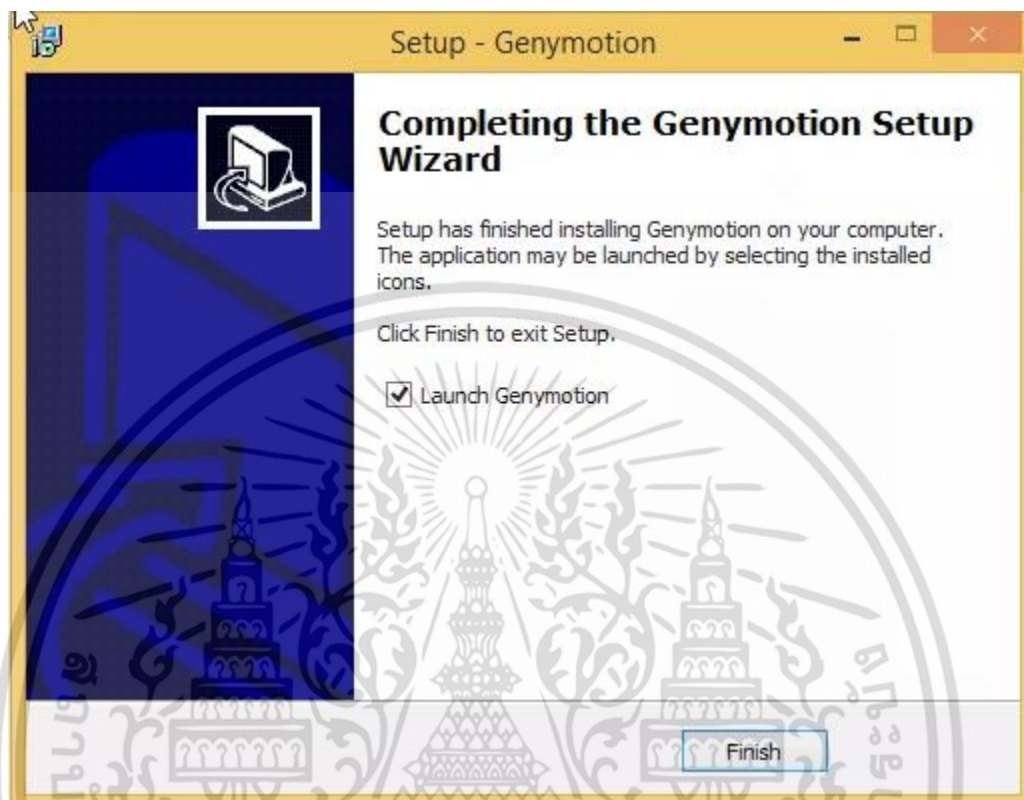 Setup - Genymotion
Completing the Genymotion Setup
Wizard
Setup has finished installing Genymotion on your computer.
The application may be launched by selecting the installed
icons.
Click Finish to exit Setup.
Launch Genymotion
Finish